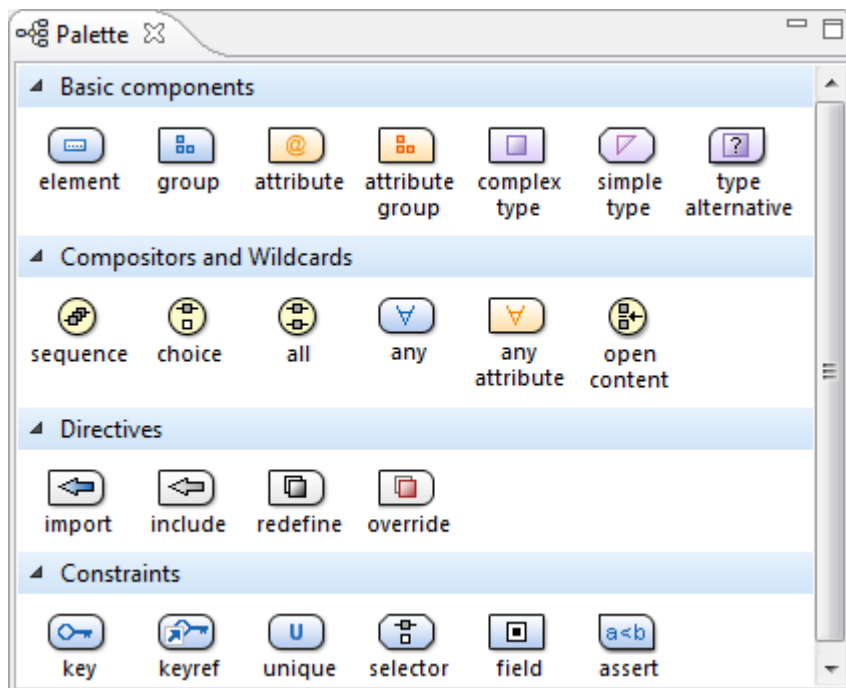 Palette
Basic components
element group attribute attribute complex simple type
group type type alternative
Compositors and Wildcards
sequence choice all any any open
attribute content
Directives
import include redefine override
Constraints
U a<b
key keyref unique selector field assert